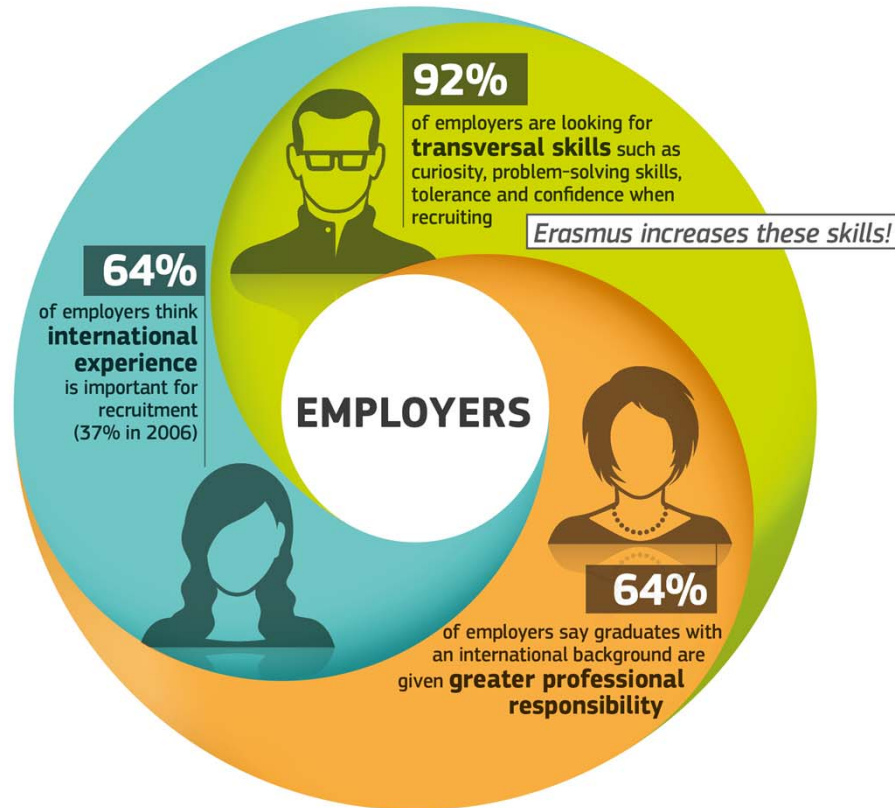 92%
of employers are looking for
transversal skills such as
curiosity, problem-solving skills,
tolerance and confidence when
recruiting
Erasmus increases these skills!
64%
of employers think
international
experience
is important for
recruitment
(37% in 2006)
EMPLOYERS
64%
of employers say graduates with
an international background are
given greater professional
responsibility